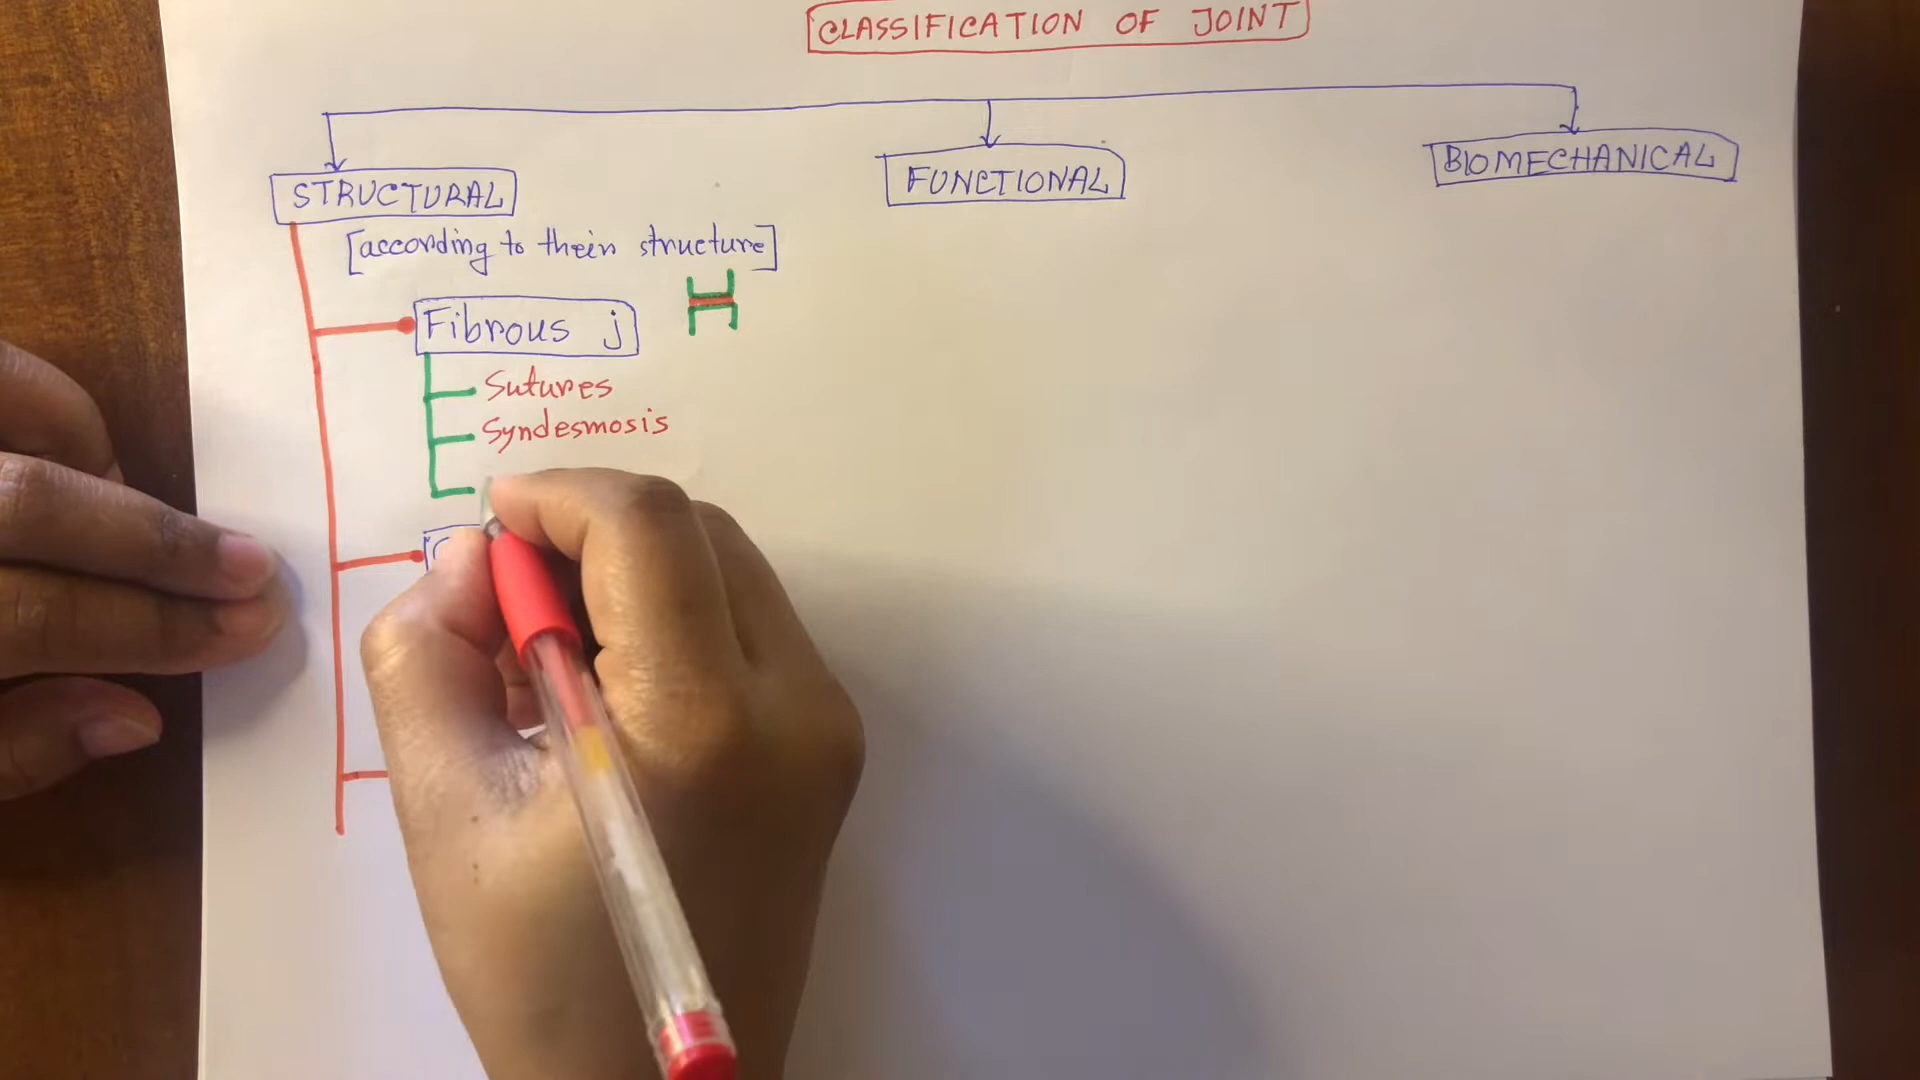 CLASSIFICATION OF JOINT
STRUCTURAL
FUNCTIONAL
BIOMECHANICAL
[according to their structure]
Fibrous j
Sutures
Syndesmosis